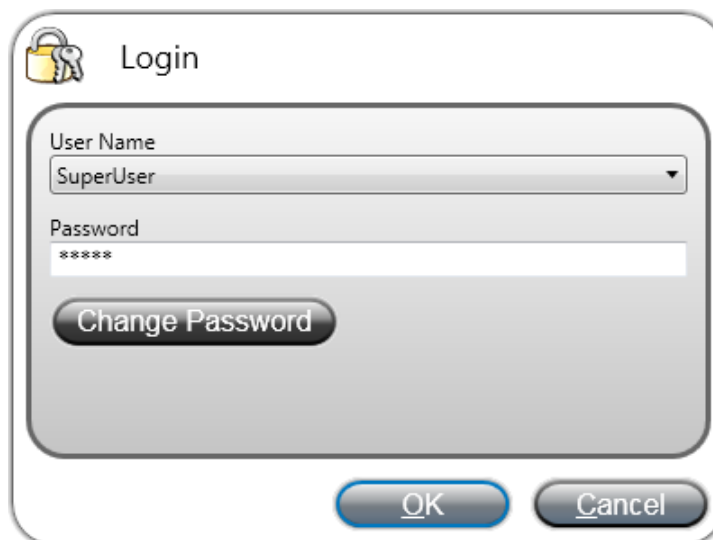 Login
User Name
SuperUser
Password
*****
Change Password
OK
Cancel